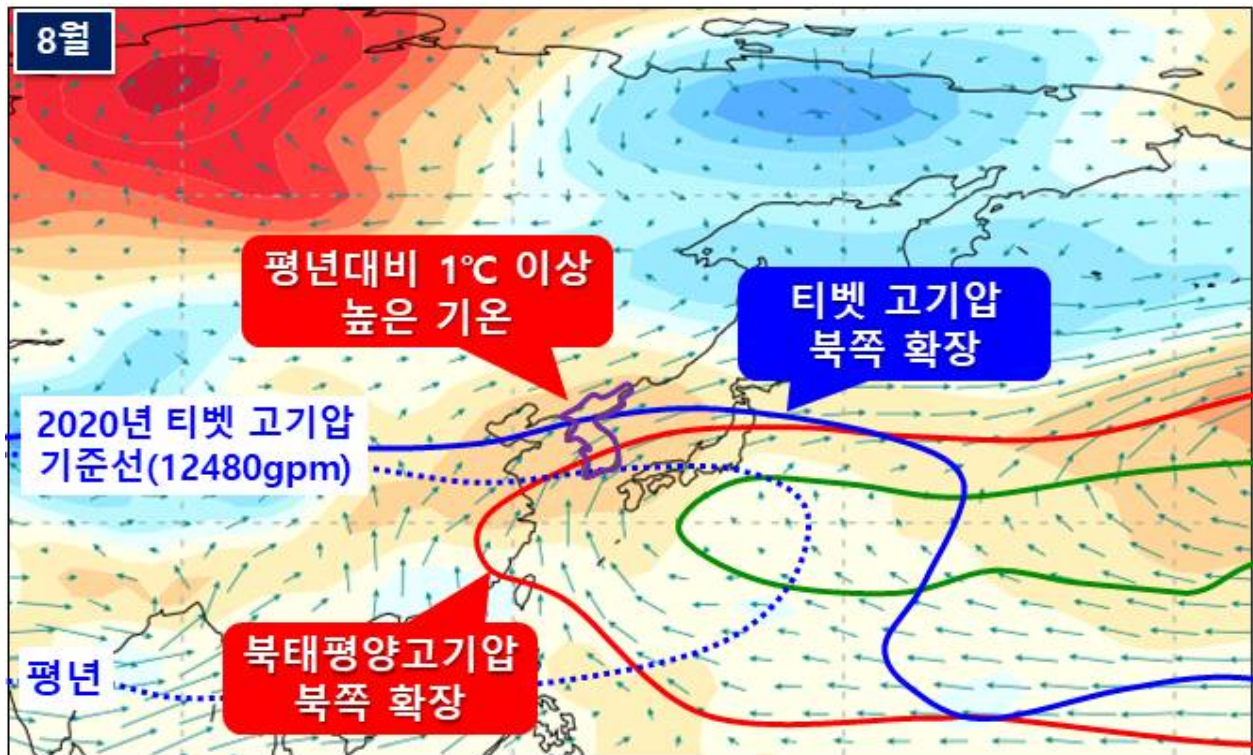 8월
평년대비 1℃ 이상
높은 기온
티벳 고기압
북쪽 확장
2020년 티벳 고기압
기준선(12480gpm)
평년
북태평양고기압
북쪽 확장